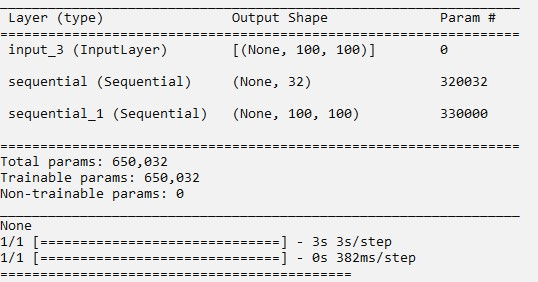 Layer (type) Output Shape Param #
=================================================================
input_3 (InputLayer) [(None, 100, 100)] 0
sequential (Sequential) (None, 32) 320032
sequential_1 (Sequential) (None, 100, 100) 330000
=================================================================
Total params: 650,032
Trainable params: 650,032
Non-trainable params: 0
_________________________________________________________________
None
1/1 [==============================] - 3s 3s/step
1/1 [==============================] - 0s 382ms/step
============================================